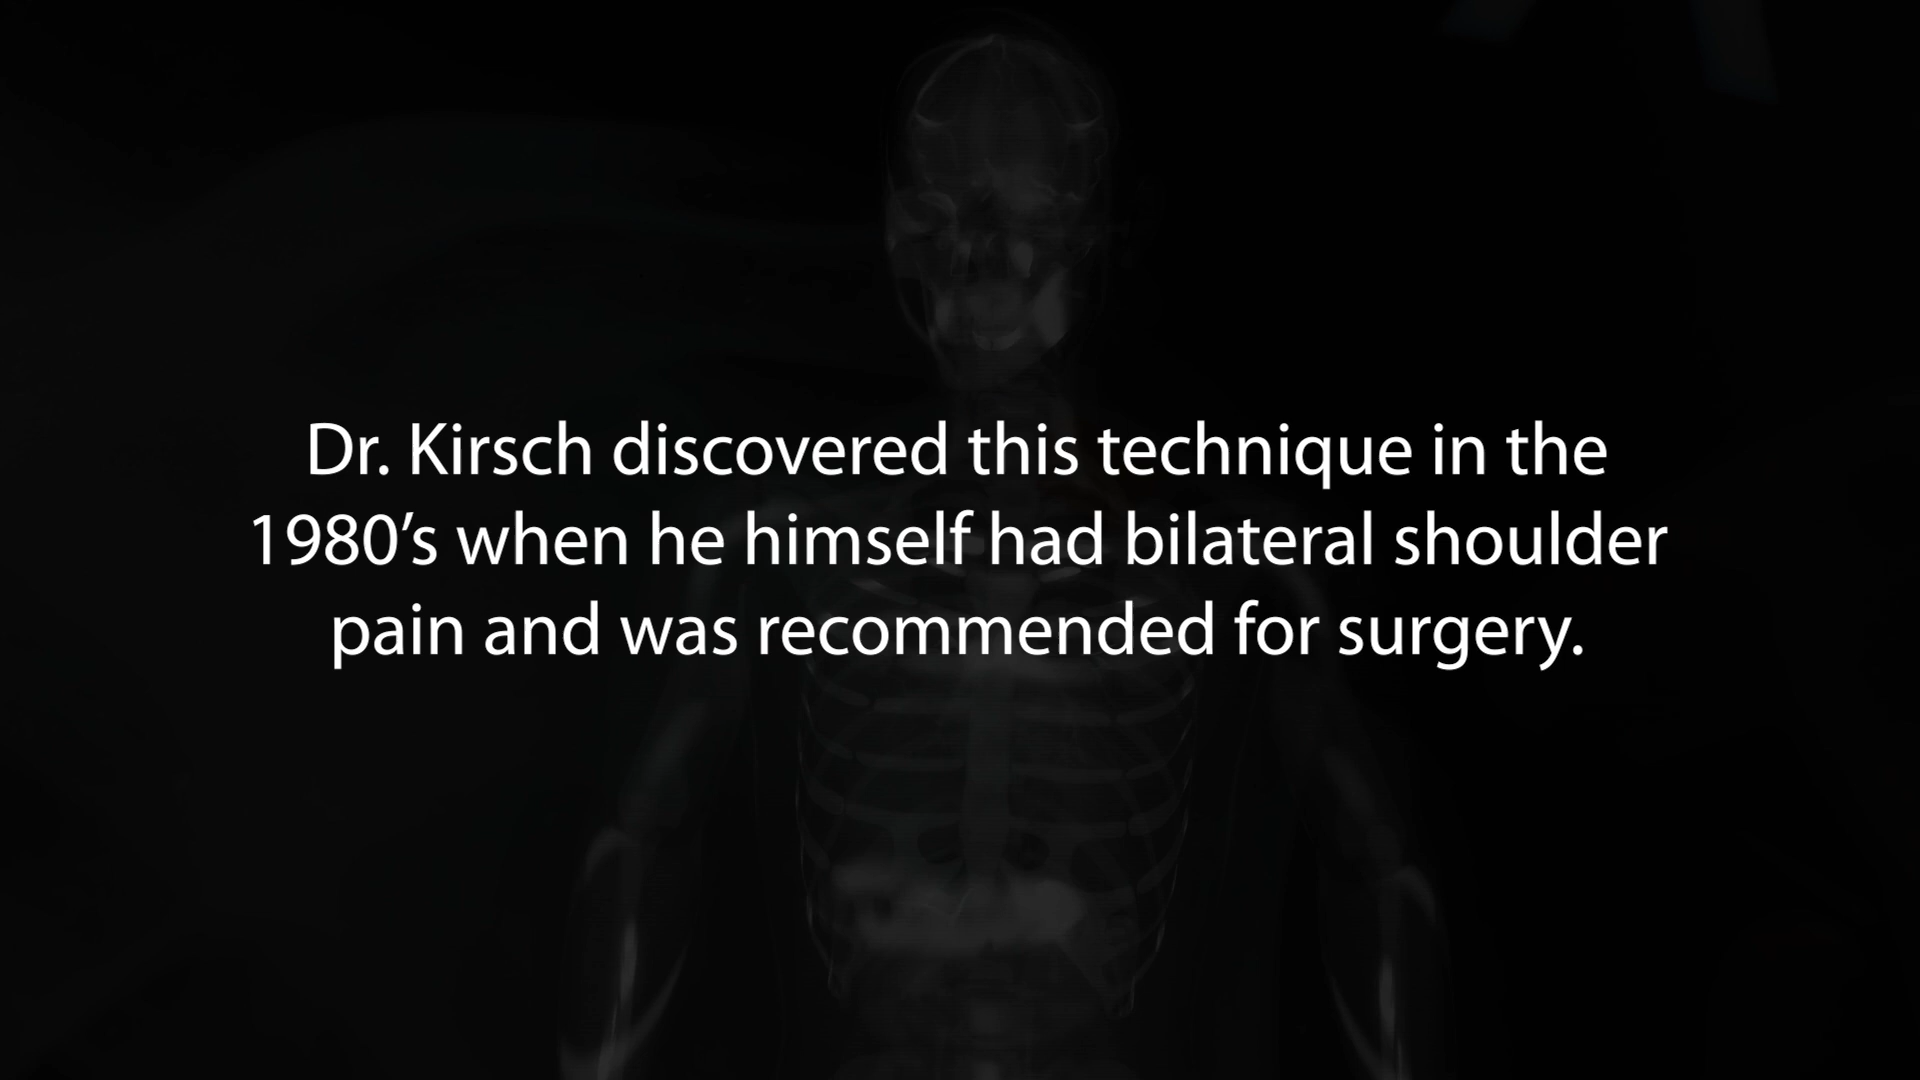 Dr. Kirsch discovered this technique in the
1980’s when he himself had bilateral shoulder
pain and was recommended for surgery.